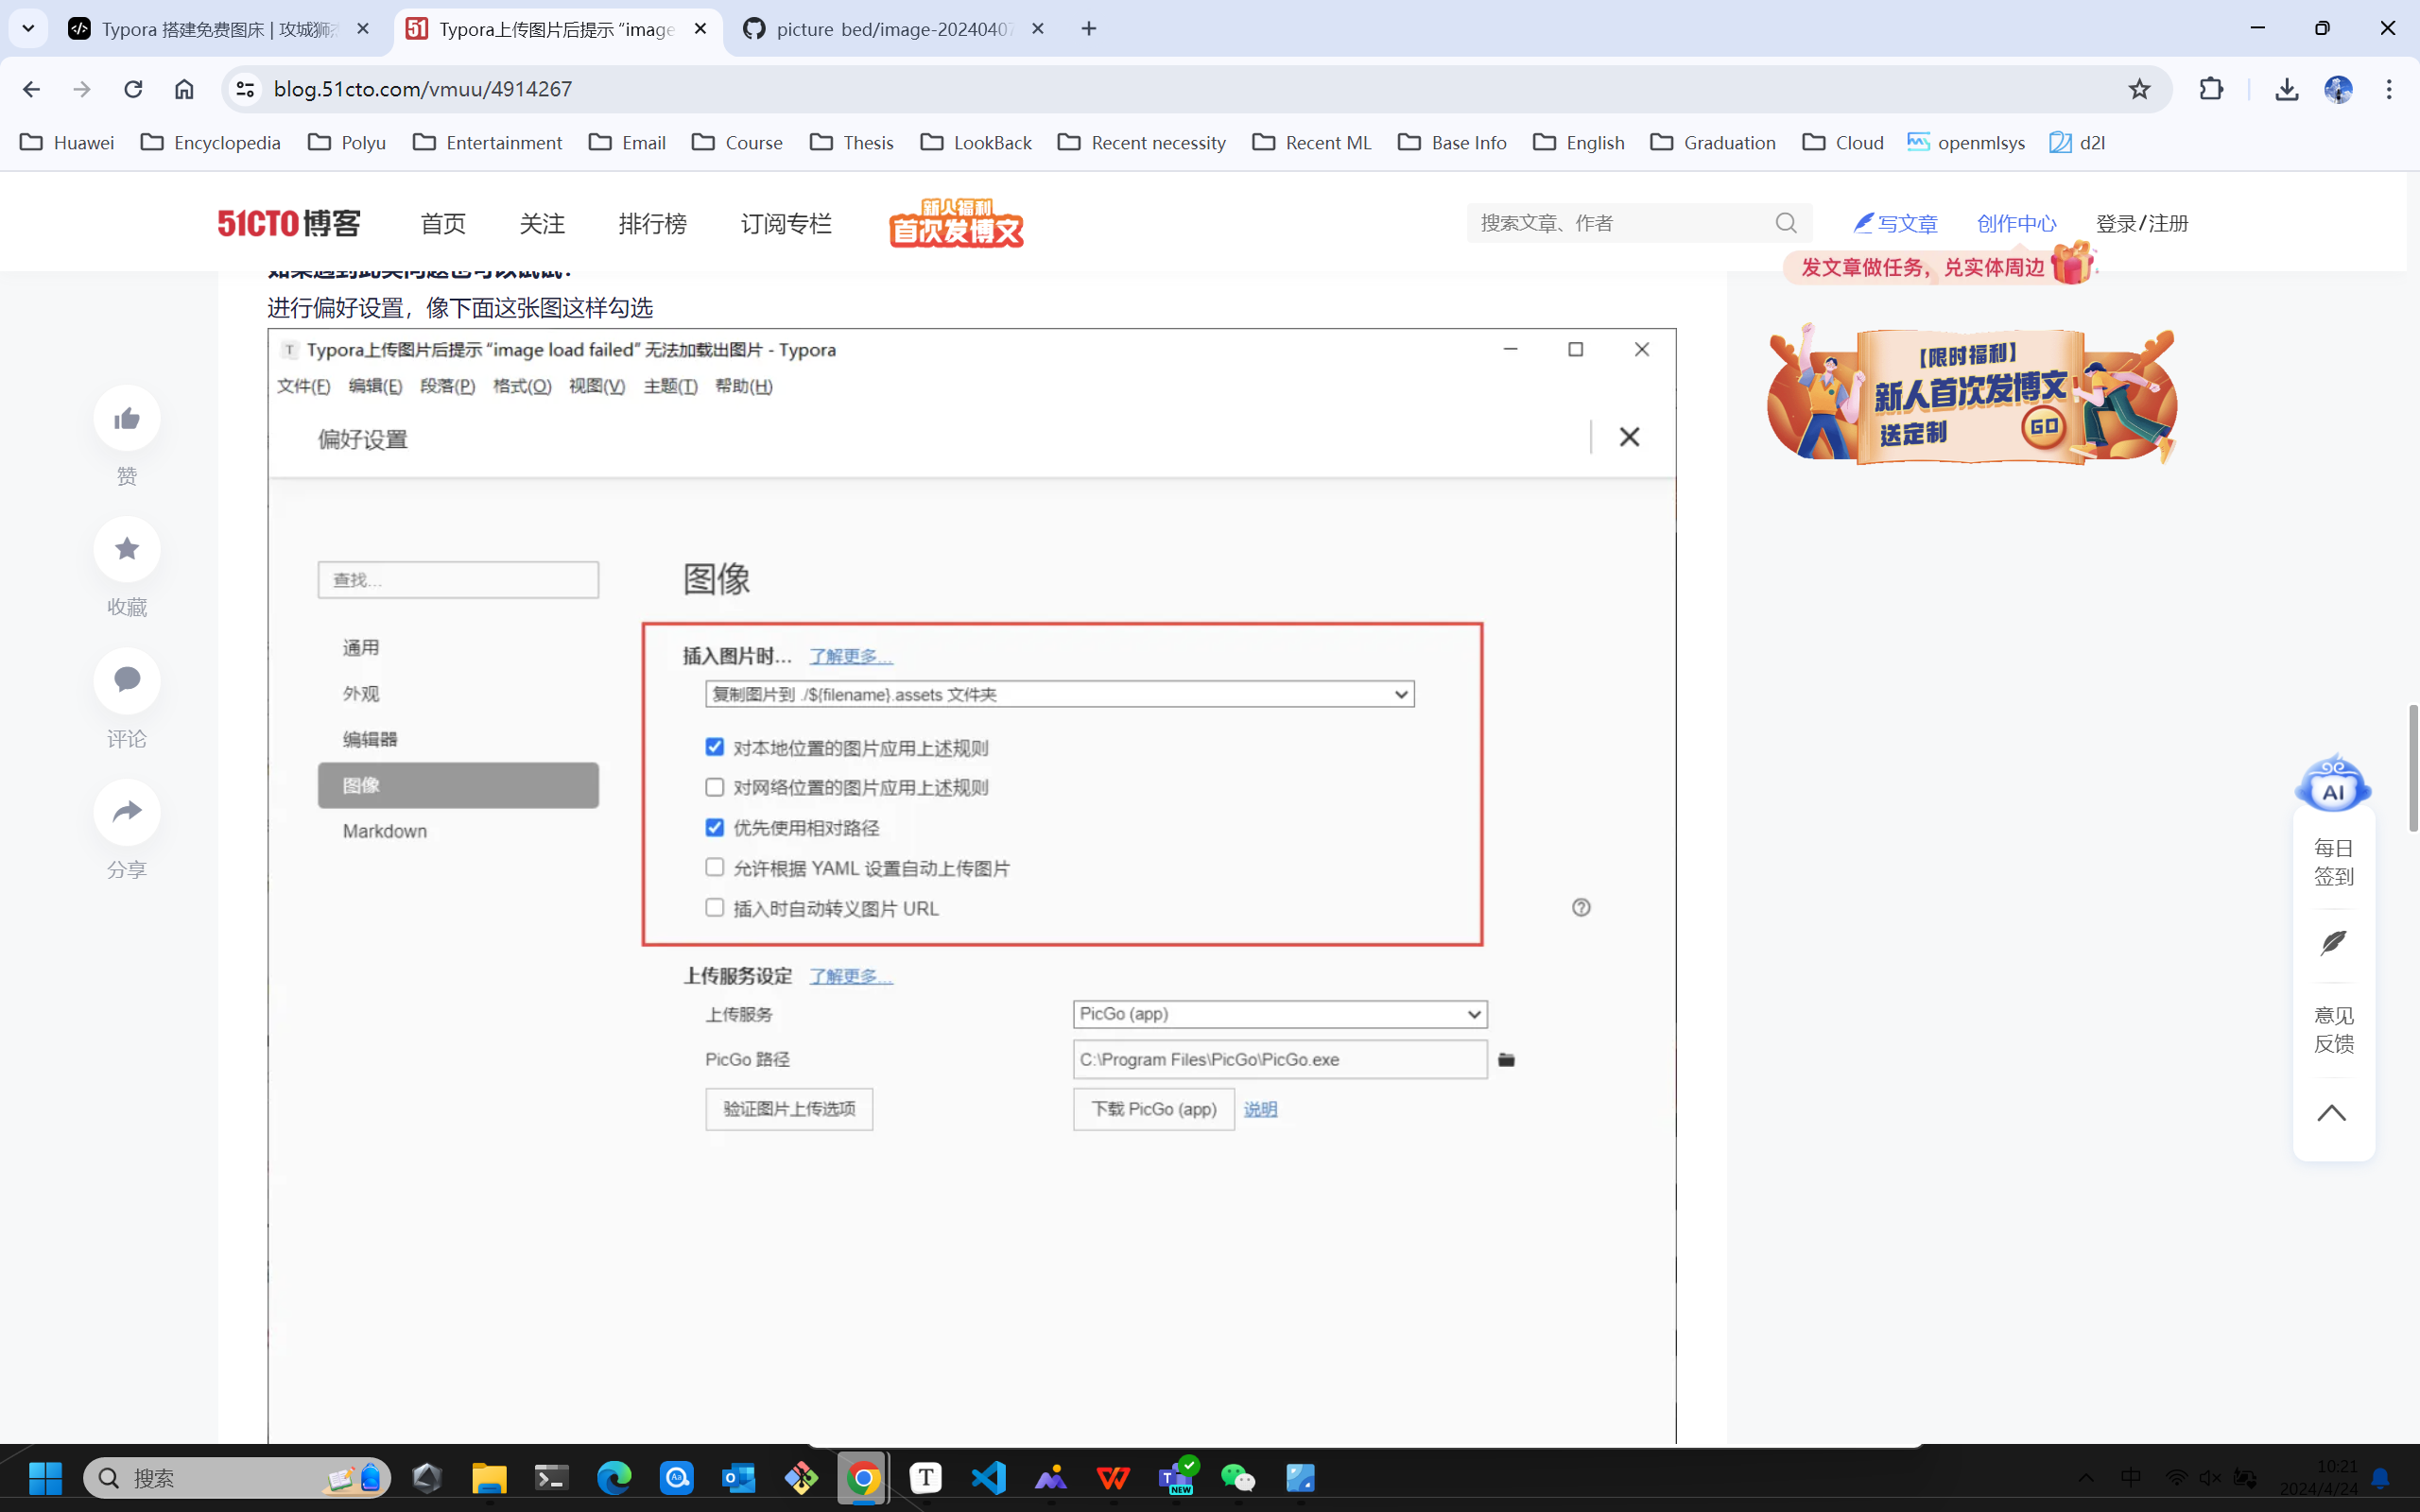 Typora 搭建免费图床 | 攻城狮
Typora上传图片后提示 “image
picture_bed/image-20240407
blog.51cto.com/vmuu/4914267
Huawei
Encyclopedia
Polyu
Entertainment
Email
Course
Thesis
LookBack
Recent necessity
Recent ML
Base Info
English
Graduation
Cloud
openmlsys
d2l
51CTO 博客
首页
关注
排行榜
订阅专栏
新人福利
首次发博文
搜索文章、作者
写文章
创作中心
登录/注册
发文章做任务，兑实体周边
如果遇到此类问题也可以试试！
进行偏好设置，像下面这张图这样勾选
Typora上传图片后提示 “image load failed” 无法加载出图片 - Typora
文件(F) 编辑(E) 段落(P) 格式(O) 视图(V) 主题(T) 帮助(H)
偏好设置
查找...
通用
外观
编辑器
图像
Markdown
图像
插入图片时... 了解更多...
复制图片到 ./${filename}.assets 文件夹
对本地位置的图片应用上述规则
对网络位置的图片应用上述规则
优先使用相对路径
允许根据 YAML 设置自动上传图片
插入时自动转义图片 URL
上传服务设定 了解更多...
上传服务
PicGo (app)
PicGo 路径
C:\Program Files\PicGo\PicGo.exe
验证图片上传选项
下载 PicGo (app)
说明
赞
收藏
评论
分享
【限时福利】
新人首次发博文
送定制
GO
AI
每日
签到
意见
反馈
搜索
中
10:21
2024/4/24